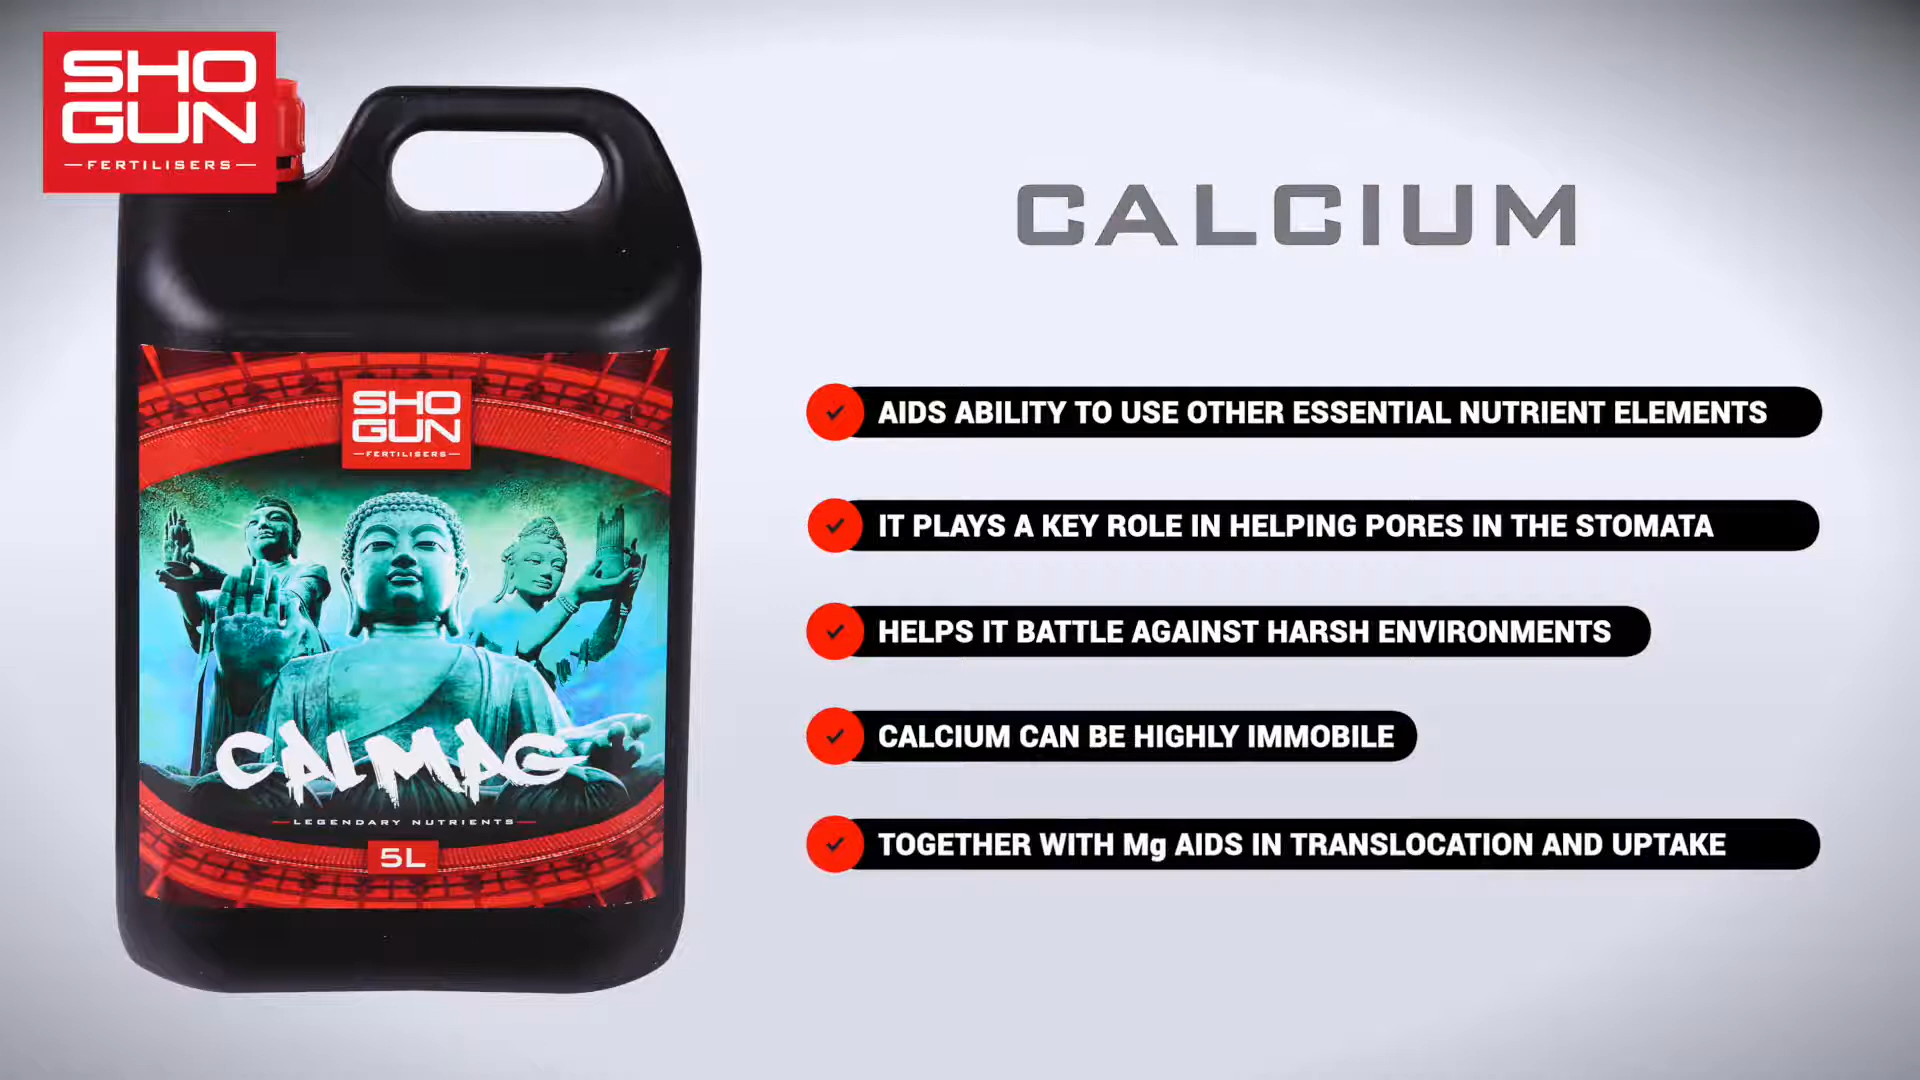 SHO
GUN
FERTILISERS
SHO
GUN
FERTILISERS
CALMAG
LEGENDARY NUTRIENTS
5L
CALCIUM
AIDS ABILITY TO USE OTHER ESSENTIAL NUTRIENT ELEMENTS
IT PLAYS A KEY ROLE IN HELPING PORES IN THE STOMATA
HELPS IT BATTLE AGAINST HARSH ENVIRONMENTS
CALCIUM CAN BE HIGHLY IMMOBILE
TOGETHER WITH Mg AIDS IN TRANSLOCATION AND UPTAKE